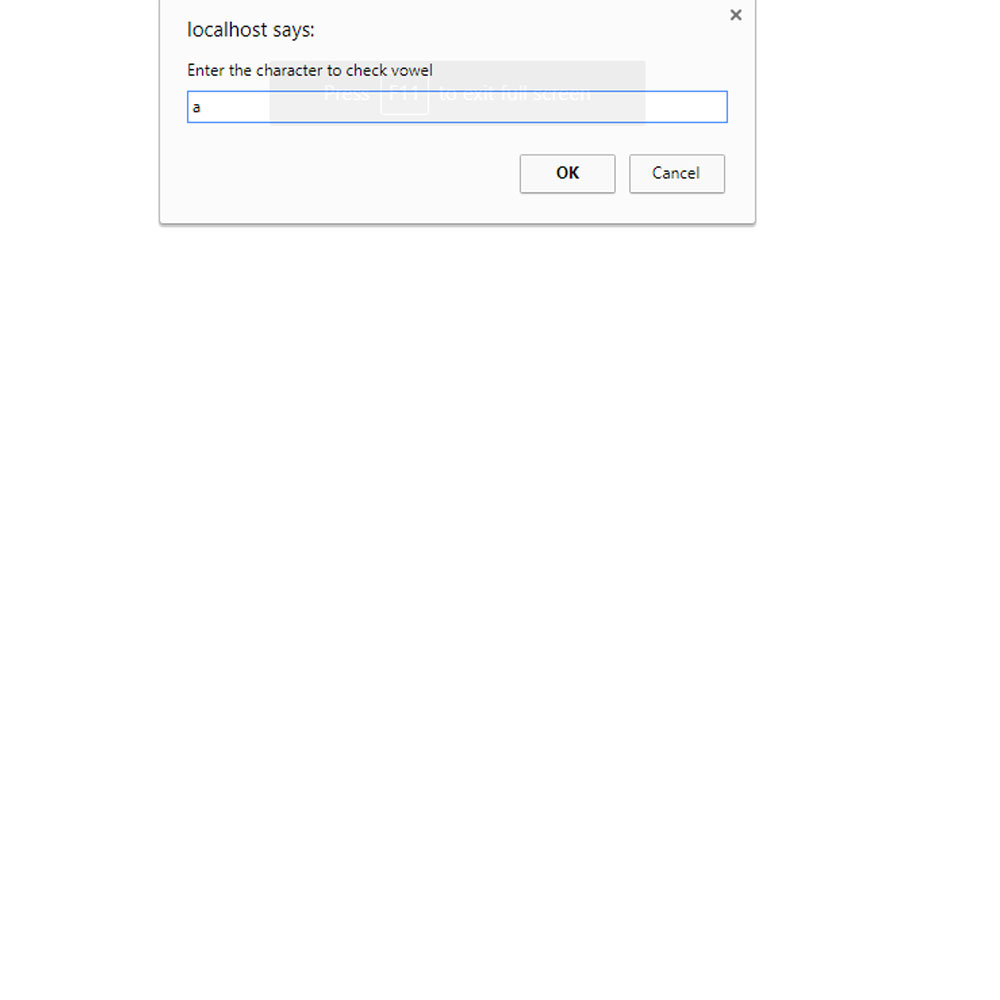 localhost says:
Enter the character to check vowel
Press F11 to exit full screen
a
OK Cancel